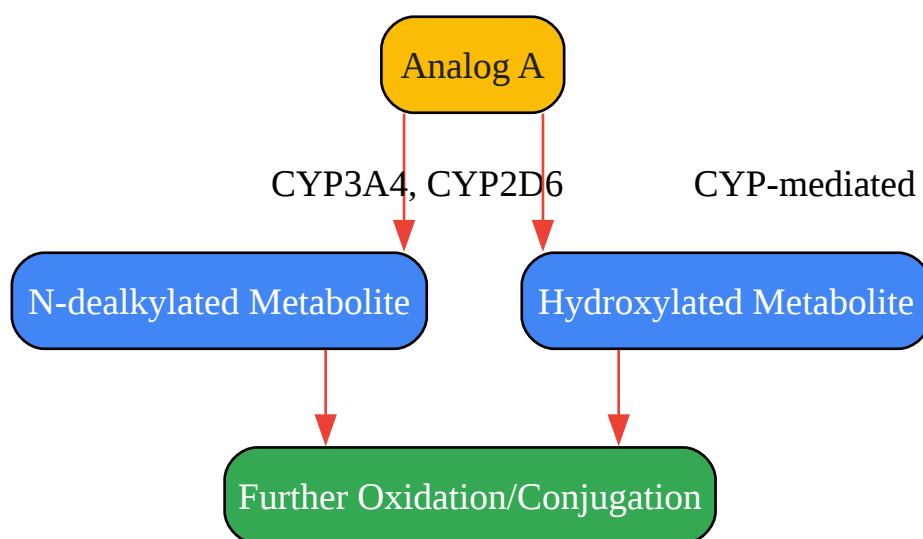 Analog A
CYP3A4, CYP2D6
CYP-mediated
N-dealkylated Metabolite
Hydroxylated Metabolite
Further Oxidation/Conjugation